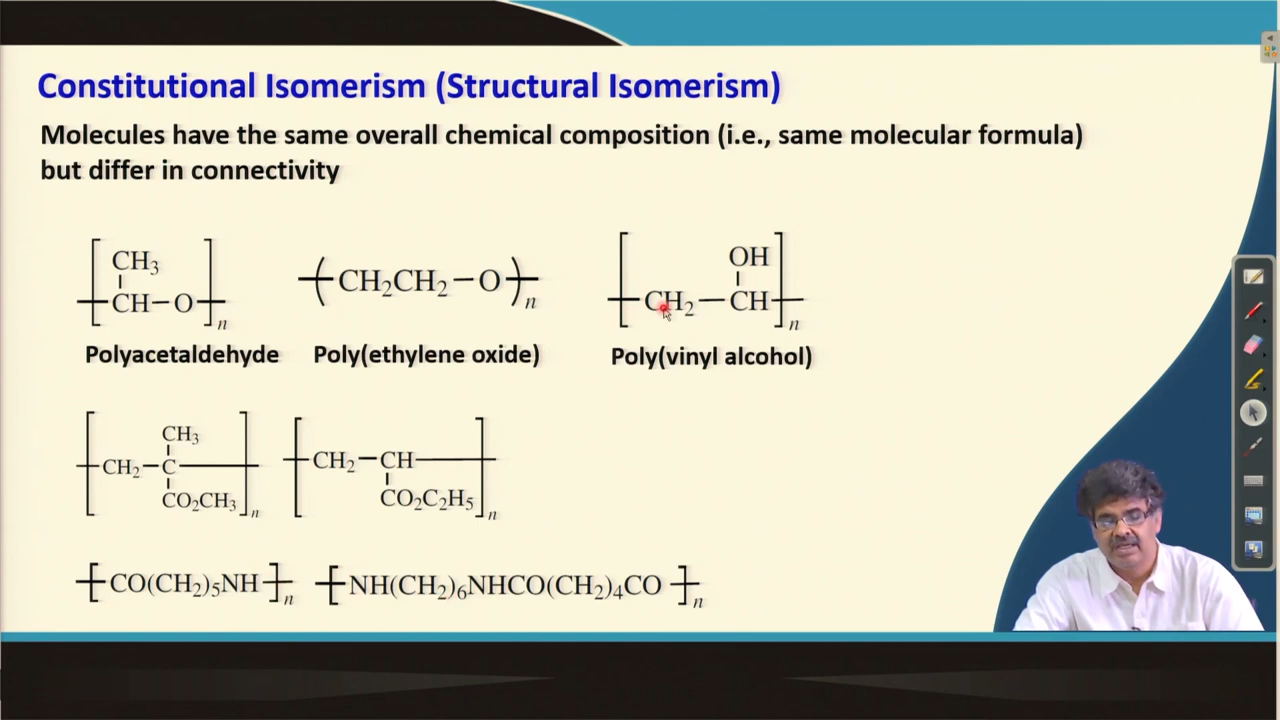 Constitutional Isomerism (Structural Isomerism)
Molecules have the same overall chemical composition (i.e., same molecular formula)
but differ in connectivity
CH₃
CH–O
n
CH₂CH₂–O
n
OH
CH₂–CH
n
Polyacetaldehyde
Poly(ethylene oxide)
Poly(vinyl alcohol)
CH₃
CH₂–C
CO₂CH₃
n
CH₂–CH
CO₂C₂H₅
n
CO(CH₂)₅NH
n
NH(CH₂)₆NHCO(CH₂)₄CO
n